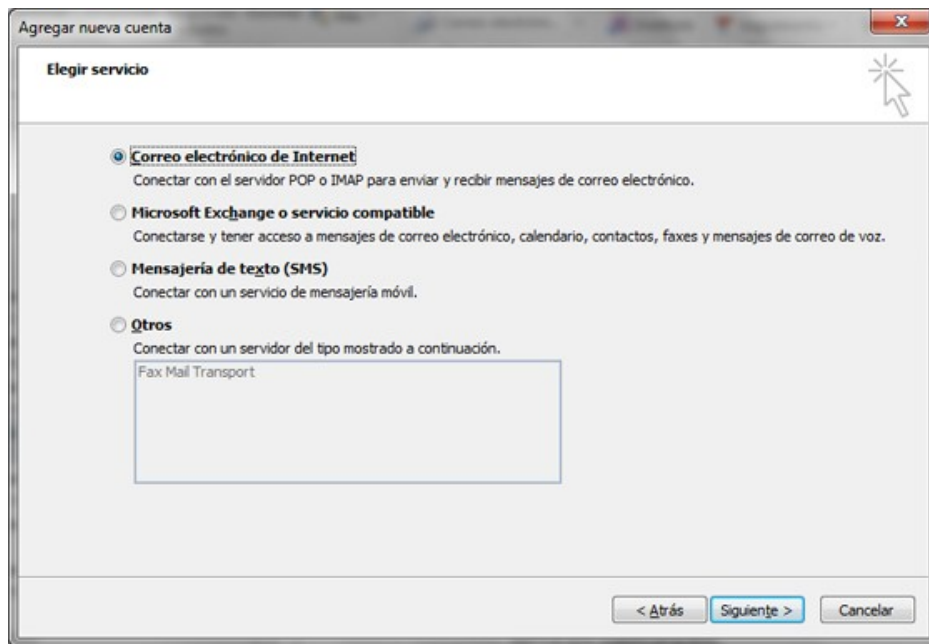 Agregar nueva cuenta
Elegir servicio
Correo electrónico de Internet
Conectar con el servidor POP o IMAP para enviar y recibir mensajes de correo electrónico.
Microsoft Exchange o servicio compatible
Conectarse y tener acceso a mensajes de correo electrónico, calendario, contactos, faxes y mensajes de correo de voz.
Mensajería de texto (SMS)
Conectar con un servicio de mensajería móvil.
Otros
Conectar con un servidor del tipo mostrado a continuación.
Fax Mail Transport
< Atrás Siguiente > Cancelar